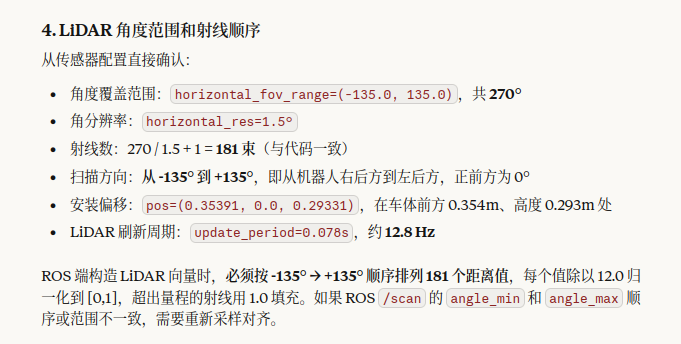 4. LiDAR 角度范围和射线顺序
从传感器配置直接确认：
• 角度覆盖范围：horizontal_fov_range=(-135.0, 135.0)，共 270°
• 角分辨率：horizontal_res=1.5°
• 射线数：270 / 1.5 + 1 = 181 束（与代码一致）
• 扫描方向：从 -135° 到 +135°，即从机器人右后方到左后方，正前方为 0°
• 安装偏移：pos=(0.35391, 0.0, 0.29331)，在车体前方 0.354m、高度 0.293m 处
• LiDAR 刷新周期：update_period=0.078s，约 12.8 Hz
ROS 端构造 LiDAR 向量时，必须按 -135° → +135° 顺序排列 181 个距离值，每个值除以 12.0 归
一化到 [0,1]，超出量程的射线用 1.0 填充。如果 ROS /scan 的 angle_min 和 angle_max 顺
序或范围不一致，需要重新采样对齐。